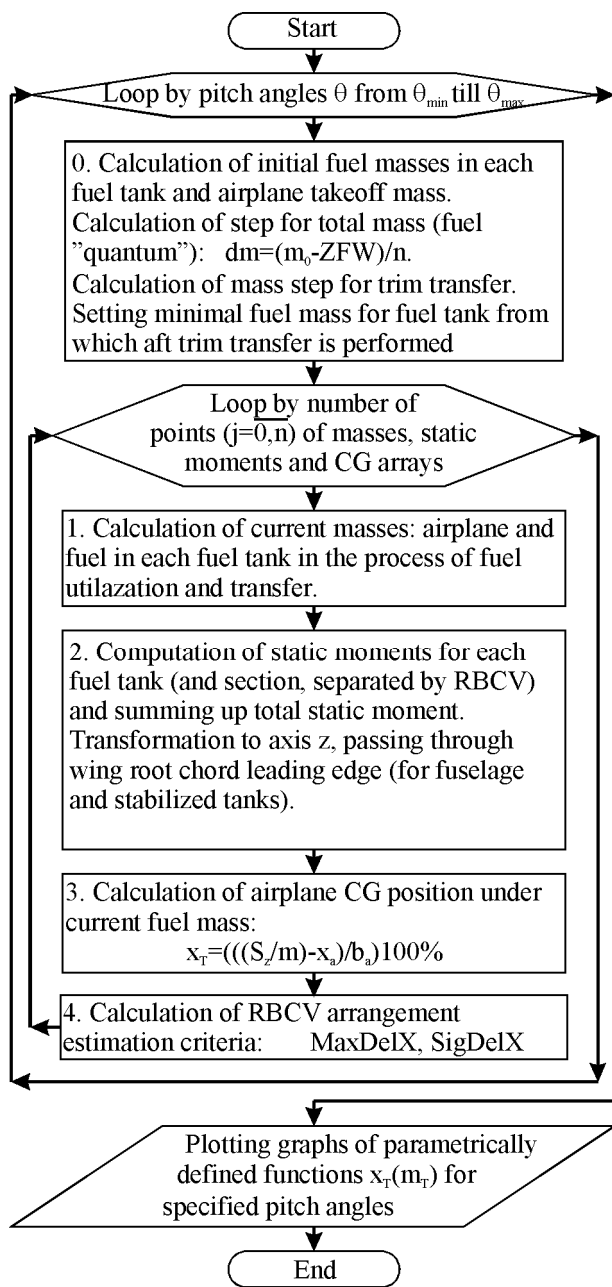 Start
Loop by pitch angles θ from θmin till θmax
0. Calculation of initial fuel masses in each
fuel tank and airplane takeoff mass.
Calculation of step for total mass (fuel
”quantum”): dm=(m₀-ZFW)/n.
Calculation of mass step for trim transfer.
Setting minimal fuel mass for fuel tank from
which aft trim transfer is performed
Loop by number of
points (j=0,n) of masses, static
moments and CG arrays
1. Calculation of current masses: airplane and
fuel in each fuel tank in the process of fuel
utilazation and transfer.
2. Computation of static moments for each
fuel tank (and section, separated by RBCV)
and summing up total static moment.
Transformation to axis z, passing through
wing root chord leading edge (for fuselage
and stabilized tanks).
3. Calculation of airplane CG position under
current fuel mass:
x_T=(((S_z/m)-x_a)/b_a)100%
4. Calculation of RBCV arrangement
estimation criteria: MaxDelX, SigDelX
Plotting graphs of parametrically
defined functions x_T(m_T) for
specified pitch angles
End